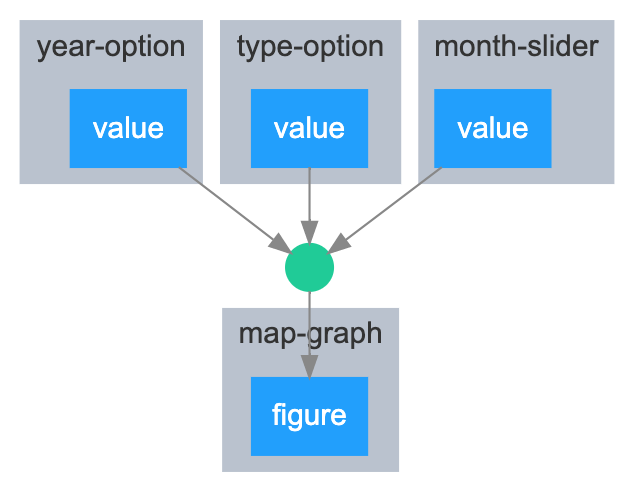 year-option
type-option
month-slider
value
value
value
map-graph
figure